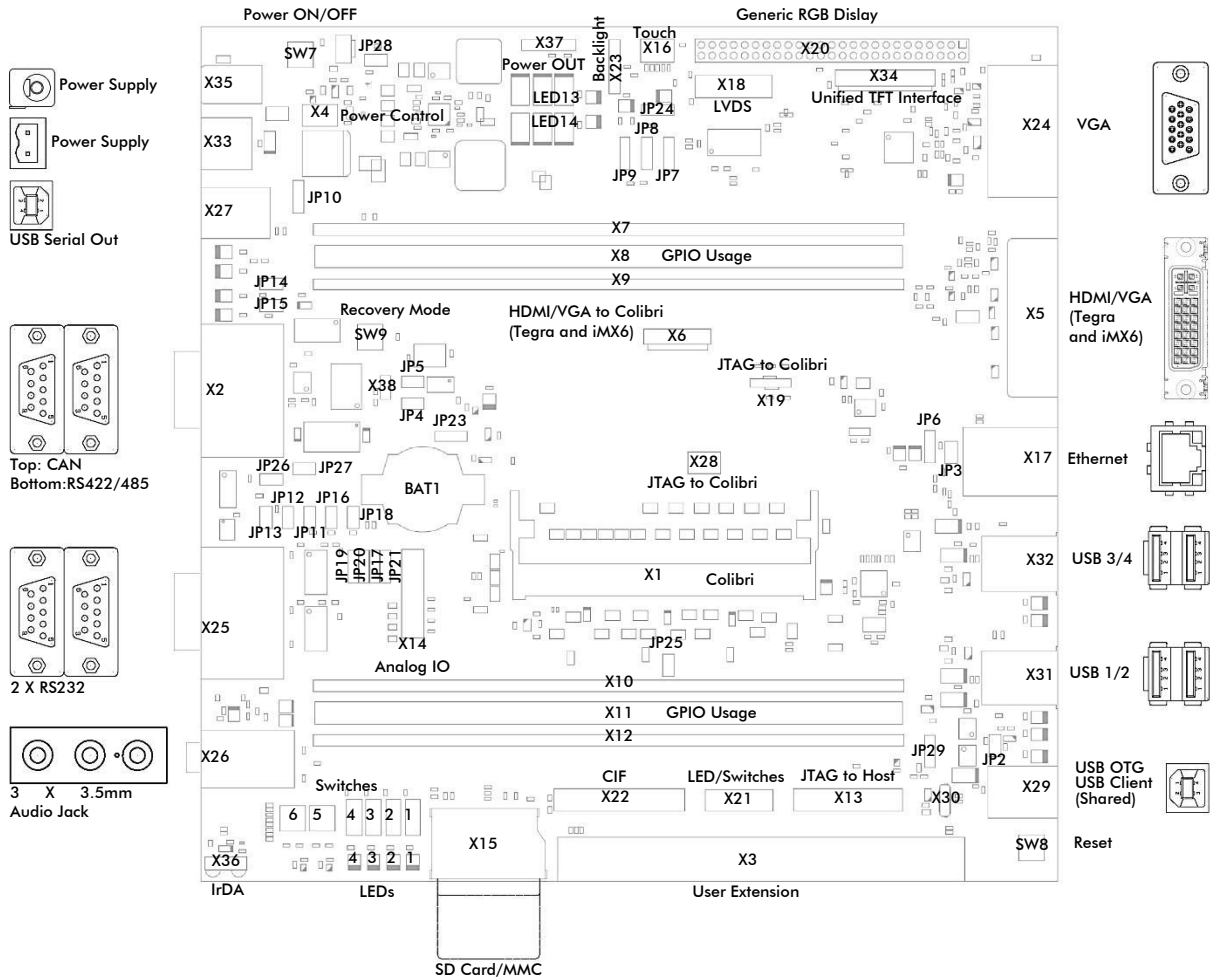 Power ON/OFF
Generic RGB Dislay
SW7
JP28
X37
Backlight
X23
Touch
X16
X20
Power Supply
X35
Power OUT
LED13
LED14
X18
LVDS
X34
Unified TFT Interface
X4
Power Control
JP24
JP8
X24
VGA
Power Supply
X33
JP9
JP7
X27
JP10
USB Serial Out
X7
X8
GPIO Usage
X9
JP14
JP15
Recovery Mode
SW9
HDMI/VGA to Colibri
(Tegra and iMX6)
X6
X5
HDMI/VGA
(Tegra
and iMX6)
X2
JP5
X38
JP4
JP23
JTAG to Colibri
X19
JP6
JP3
X17
Ethernet
Top: CAN
Bottom:RS422/485
JP26
JP27
BAT1
X28
JTAG to Colibri
JP12
JP16
JP18
JP13
JP11
JP19
JP20
JP17
JP21
X1
Colibri
X32
USB 3/4
X25
X14
Analog IO
JP25
2 X RS232
X10
X31
USB 1/2
X11
GPIO Usage
X12
X26
JP29
JP2
3 X 3.5mm
Audio Jack
Switches
6
5
4
3
2
1
CIF
X22
LED/Switches
X21
JTAG to Host
X13
X30
X29
USB OTG
USB Client
(Shared)
X36
IrDA
4
3
2
1
LEDs
X15
X3
User Extension
SW8
Reset
SD Card/MMC